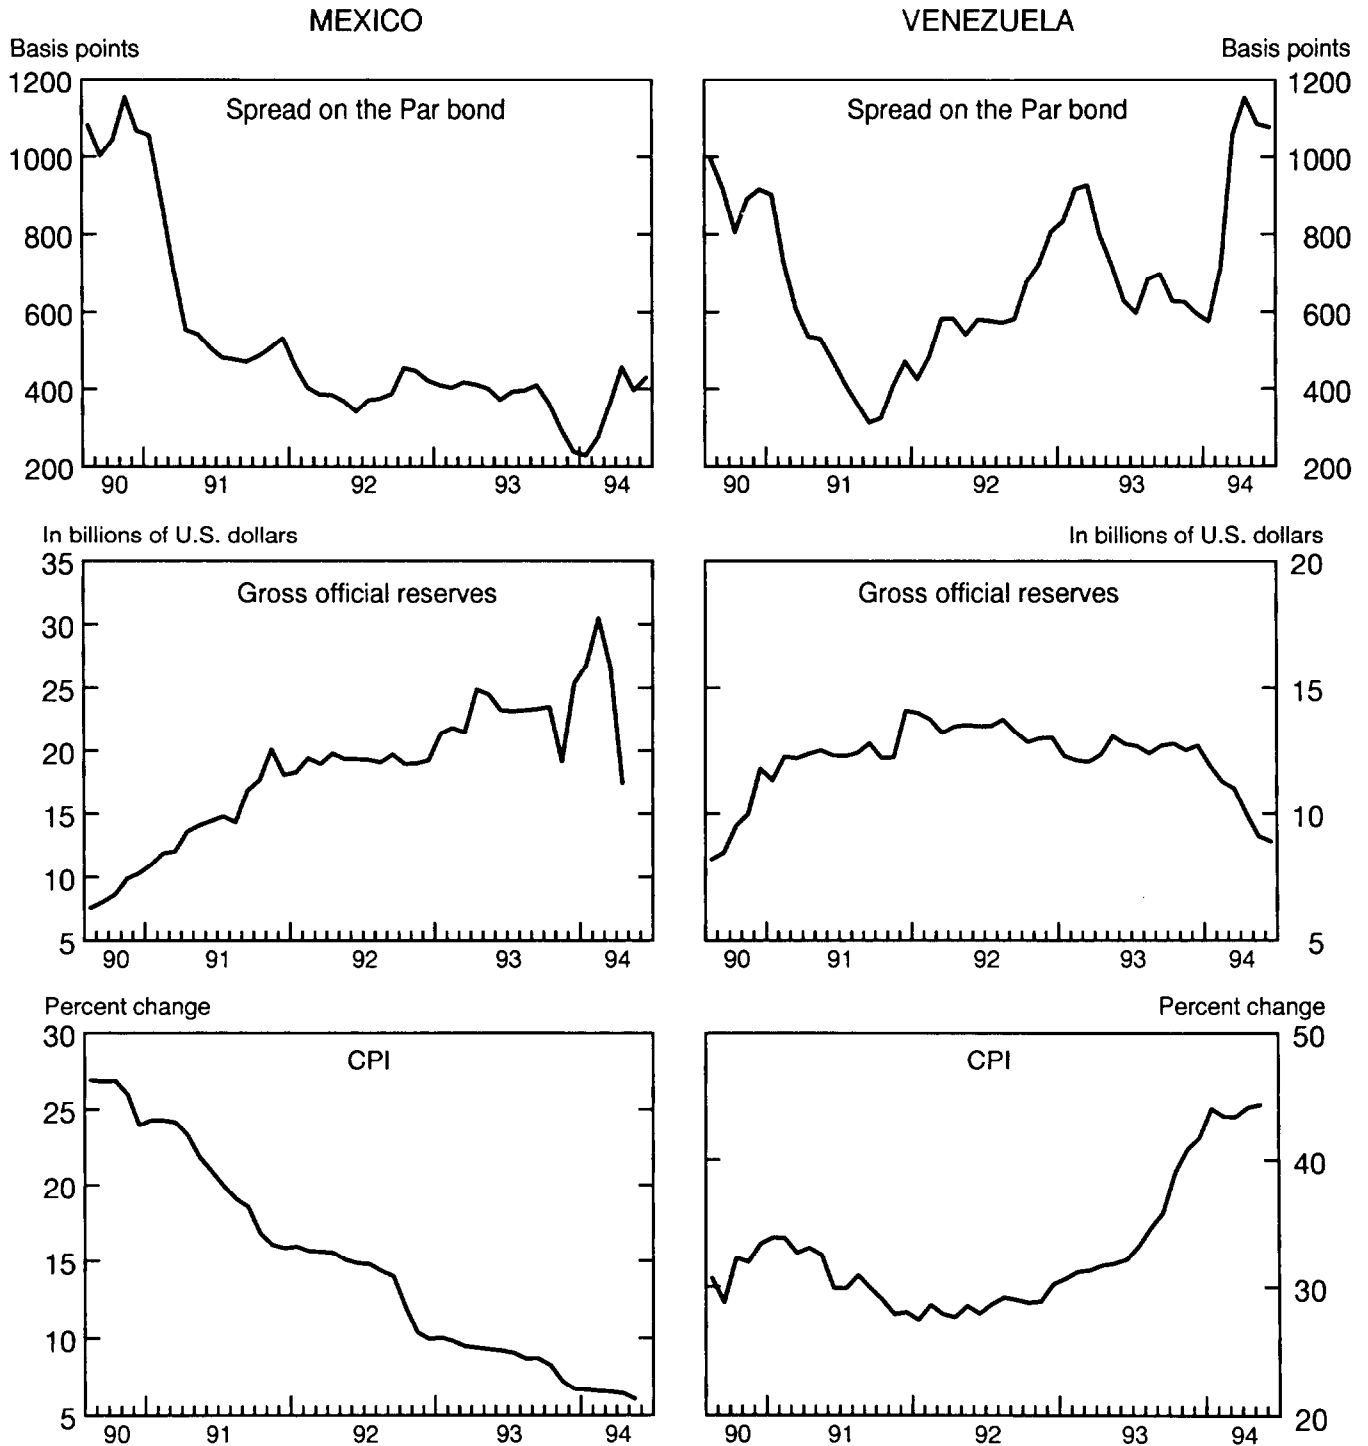 MEXICO
Basis points
Spread on the Par bond
1200
1000
800
600
400
200
90 91 92 93 94
VENEZUELA
Basis points
Spread on the Par bond
1200
1000
800
600
400
200
90 91 92 93 94
In billions of U.S. dollars
Gross official reserves
35
30
25
20
15
10
5
90 91 92 93 94
In billions of U.S. dollars
Gross official reserves
20
15
10
5
90 91 92 93 94
Percent change
CPI
30
25
20
15
10
5
90 91 92 93 94
Percent change
CPI
50
40
30
20
90 91 92 93 94